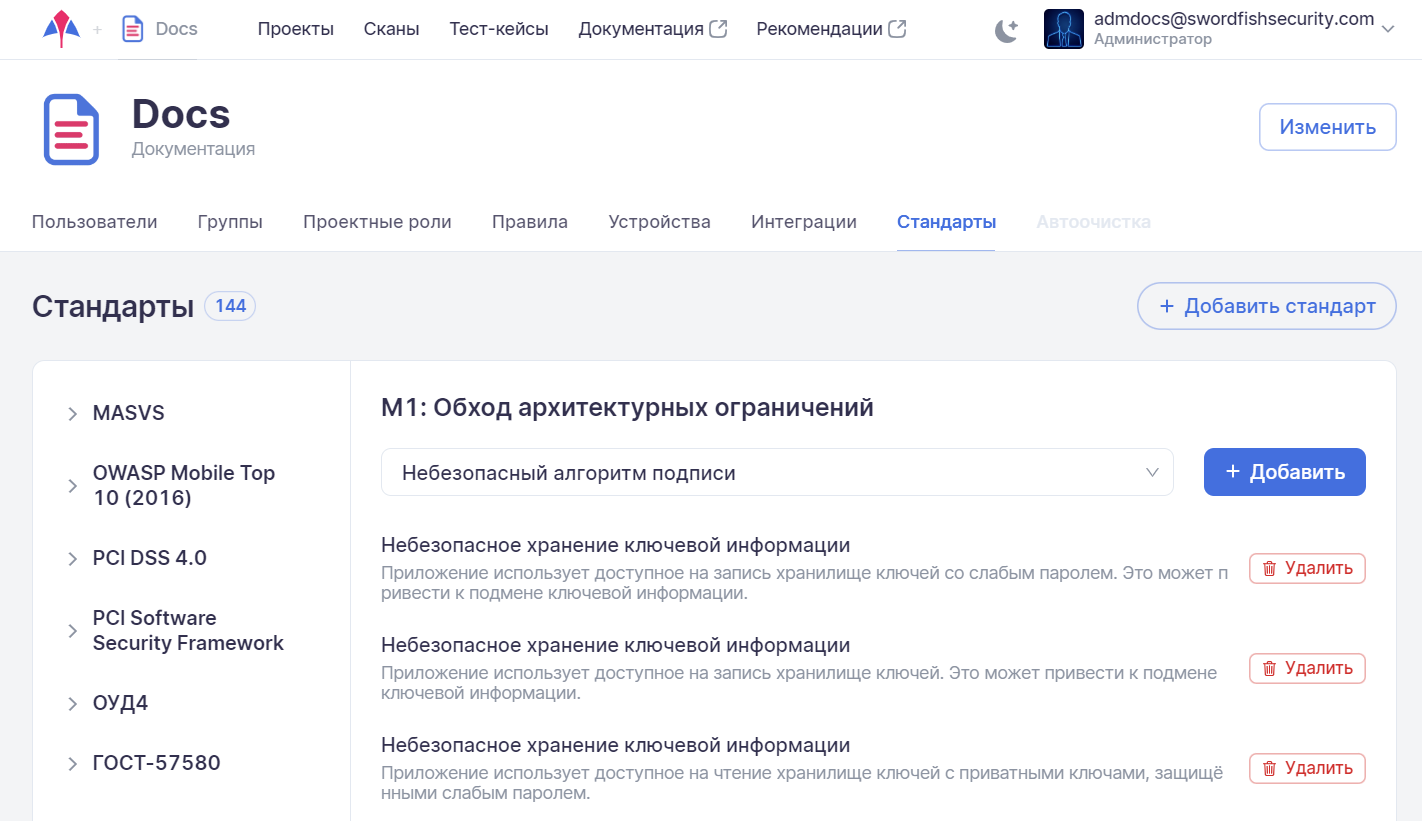 Docs
Проекты
Сканы
Тест-кейсы
Документация
Рекомендации
admdocs@swordfishsecurity.com
Администратор
Docs
Документация
Изменить
Пользователи
Группы
Проектные роли
Правила
Устройства
Интеграции
Стандарты
Автоочистка
Стандарты
144
+ Добавить стандарт
MASVS
OWASP Mobile Top
10 (2016)
PCI DSS 4.0
PCI Software
Security Framework
ОУД4
ГОСТ-57580
M1: Обход архитектурных ограничений
Небезопасный алгоритм подписи
+ Добавить
Небезопасное хранение ключевой информации
Приложение использует доступное на запись хранилище ключей со слабым паролем. Это может п
ривести к подмене ключевой информации.
Удалить
Небезопасное хранение ключевой информации
Приложение использует доступное на запись хранилище ключей. Это может привести к подмене
ключевой информации.
Удалить
Небезопасное хранение ключевой информации
Приложение использует доступное на чтение хранилище ключей с приватными ключами, защищё
нными слабым паролем.
Удалить